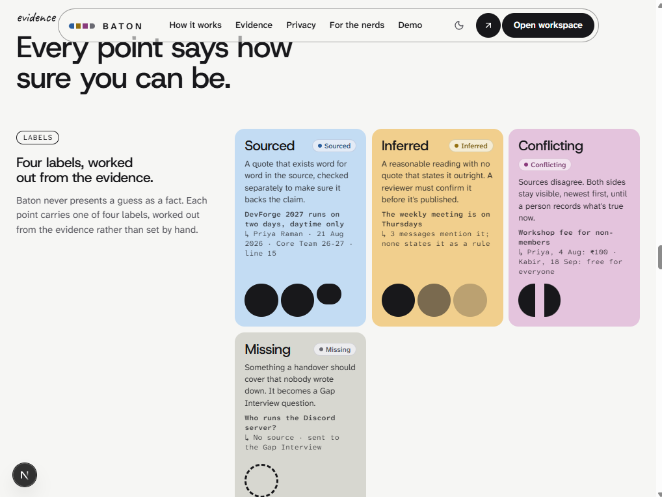 evidence
BATON
How it works
Evidence
Privacy
For the nerds
Demo
Open workspace
Every point says how
sure you can be.
LABELS
Four labels, worked
out from the evidence.
Baton never presents a guess as a fact. Each
point carries one of four labels, worked out
from the evidence rather than set by hand.
Sourced
Sourced
A quote that exists word for
word in the source, checked
separately to make sure it
backs the claim.
DevForge 2027 runs on
two days, daytime only
↳ Priya Raman · 21 Aug
2026 · Core Team 26-27 ·
line 15
Inferred
Inferred
A reasonable reading with no
quote that states it outright. A
reviewer must confirm it
before it's published.
The weekly meeting is on
Thursdays
↳ 3 messages mention it;
none states it as a rule
Conflicting
Conflicting
Sources disagree. Both sides
stay visible, newest first, until
a person records what's true
now.
Workshop fee for non-
members
↳ Priya, 4 Aug: ₹100 ·
Kabir, 18 Sep: free for
everyone
Missing
Missing
Something a handover should
cover that nobody wrote
down. It becomes a Gap
Interview question.
Who runs the Discord
server?
↳ No source · sent to
the Gap Interview
N